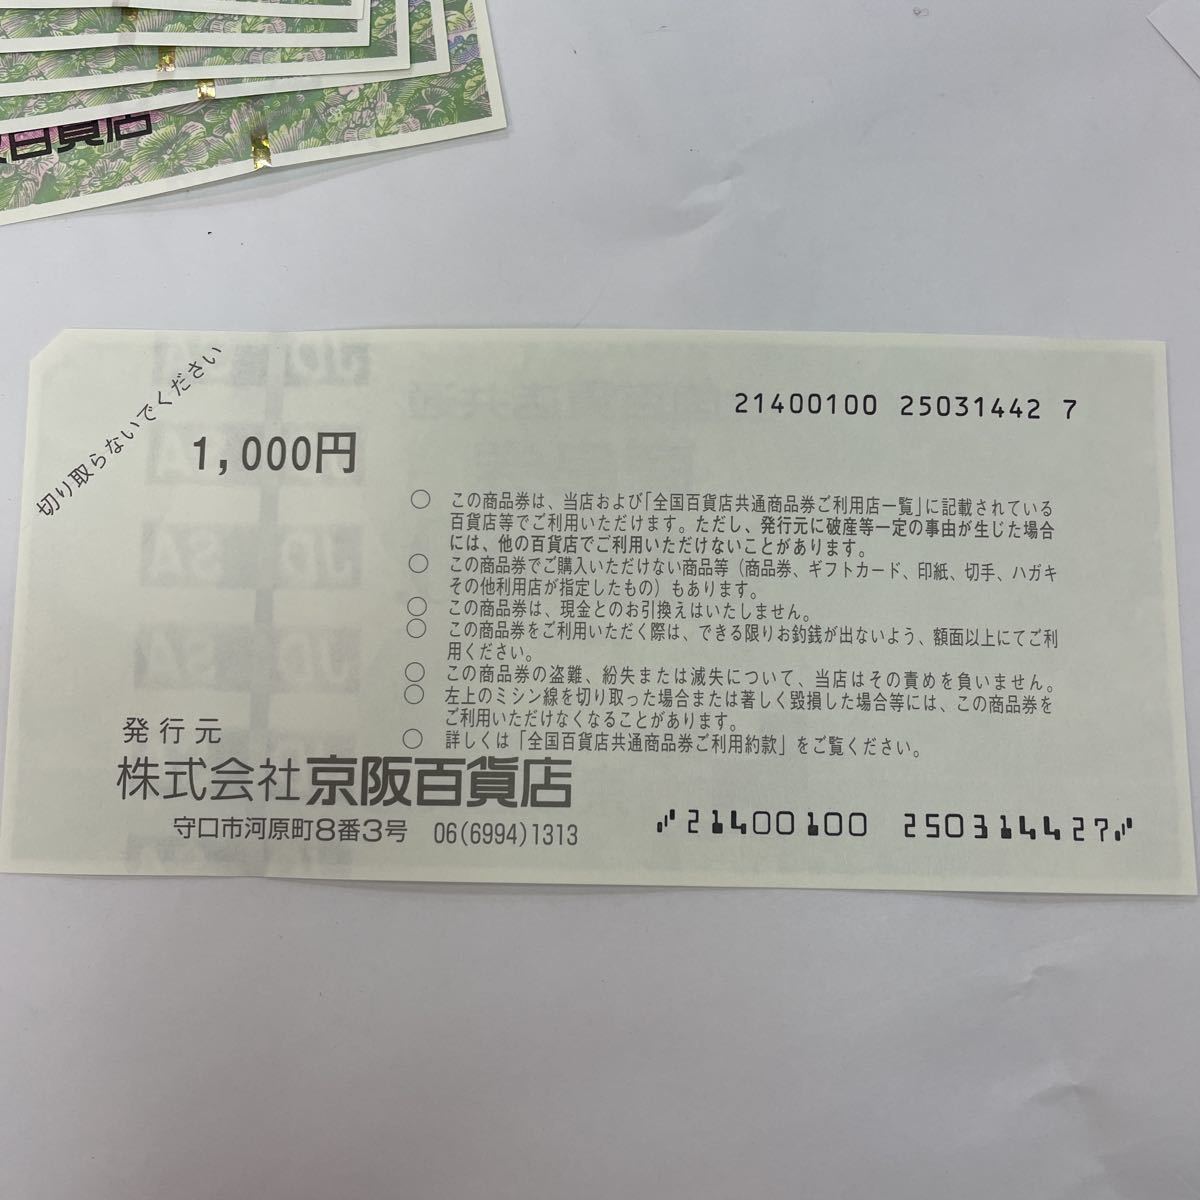 百貨店
切り取らないでください
21400100 25031442 7
1,000円
○ この商品券は、当店および「全国百貨店共通商品券ご利用店一覧」に記載されている
百貨店等でご利用いただけます。ただし、発行元に破産等一定の事由が生じた場合
には、他の百貨店でご利用いただけないことがあります。
○ この商品券でご購入いただけない商品等（商品券、ギフトカード、印紙、切手、ハガキ
その他利用店が指定したもの）もあります。
○ この商品券は、現金とのお引換えはいたしません。
○ この商品券をご利用いただく際は、できる限りお釣銭が出ないよう、額面以上にてご利
用ください。
○ この商品券の盗難、紛失または滅失について、当店はその責めを負いません。
○ 左上のミシン線を切り取った場合または著しく毀損した場合等には、この商品券を
ご利用いただけなくなることがあります。
○ 詳しくは「全国百貨店共通商品券ご利用約款」をご覧ください。
発行元
株式会社京阪百貨店
守口市河原町8番3号 06(6994)1313
21400100 250314427